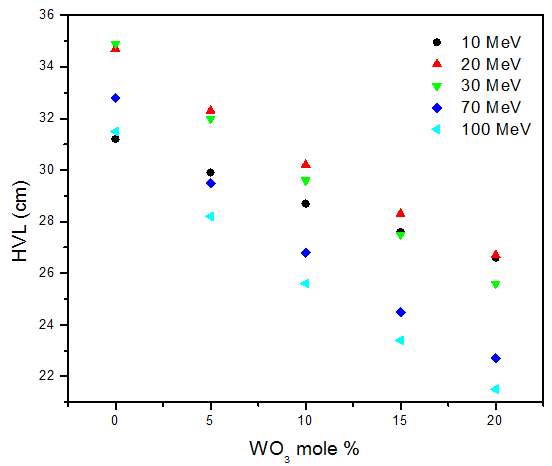 36
34
32
30
28
26
24
22
HVL (cm)
10 MeV
20 MeV
30 MeV
70 MeV
100 MeV
0 5 10 15 20
WO₃ mole %